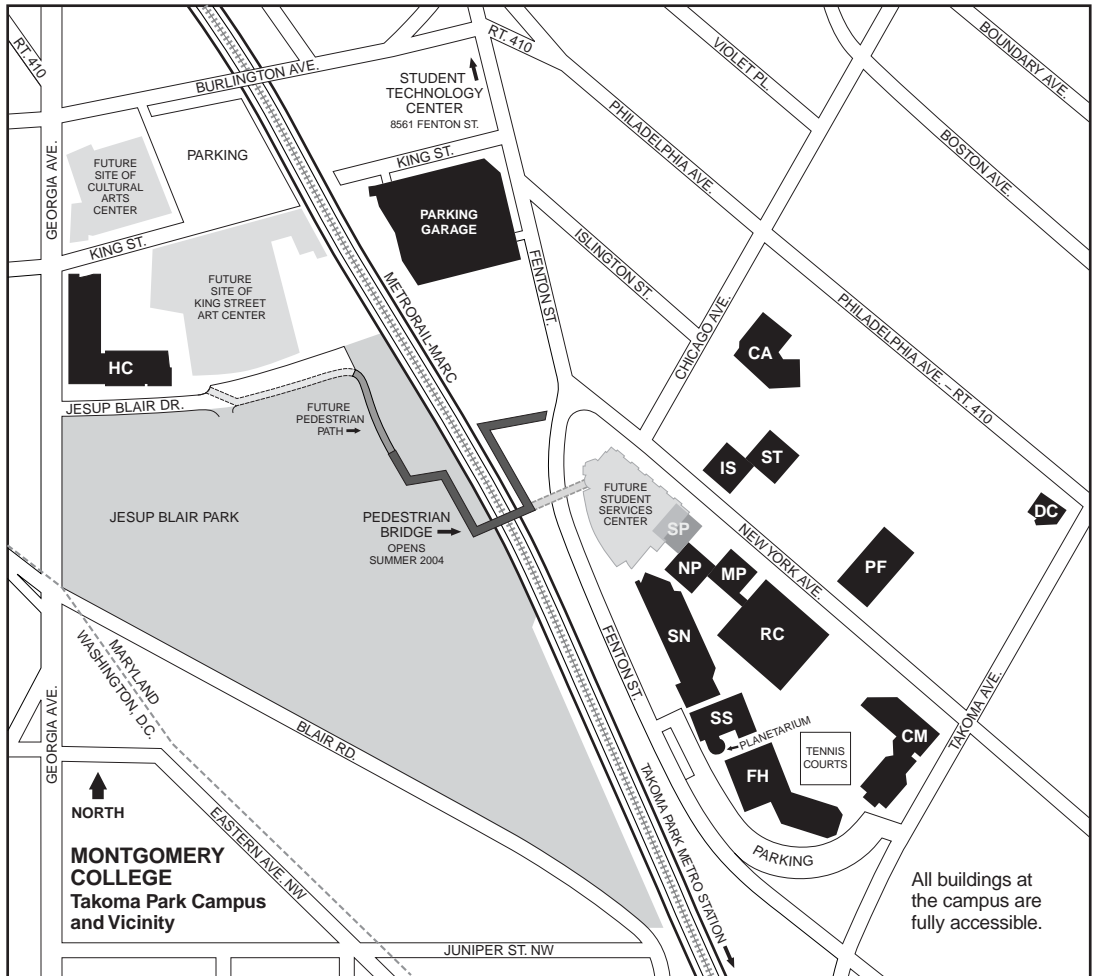 RT. 410
BURLINGTON AVE.
RT. 410
VIOLET PL.
BOUNDARY AVE.
STUDENT
TECHNOLOGY
CENTER
8561 FENTON ST.
PHILADELPHIA AVE.
BOSTON AVE.
GEORGIA AVE.
FUTURE
SITE OF
CULTURAL
ARTS
CENTER
PARKING
KING ST.
PARKING
GARAGE
KING ST.
FENTON ST.
ISLINGTON ST.
FUTURE
SITE OF
KING STREET
ART CENTER
METRORAIL-MARC
CHICAGO AVE.
PHILADELPHIA AVE. – RT. 410
CA
HC
JESUP BLAIR DR.
FUTURE
PEDESTRIAN
PATH
IS
ST
FUTURE
STUDENT
SERVICES
CENTER
DC
JESUP BLAIR PARK
PEDESTRIAN
BRIDGE
OPENS
SUMMER 2004
SP
NEW YORK AVE.
NP
MP
PF
SN
RC
FENTON ST.
MARYLAND
WASHINGTON, D.C.
GEORGIA AVE.
BLAIR RD.
SS
PLANETARIUM
TENNIS
COURTS
CM
TAKOMA AVE.
FH
TAKOMA PARK METRO STATION
PARKING
NORTH
EASTERN AVE. NW
MONTGOMERY
COLLEGE
Takoma Park Campus
and Vicinity
JUNIPER ST. NW
All buildings at
the campus are
fully accessible.